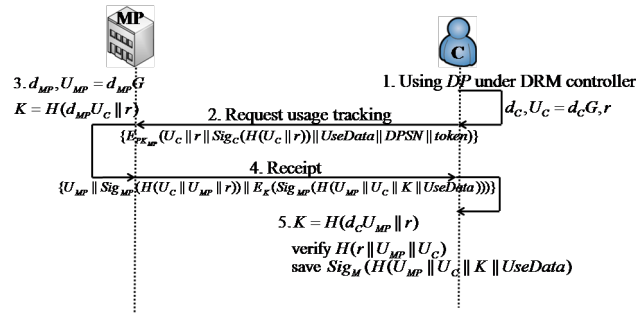 MP
C
1. Using DP under DRM controller
3. d_MP, U_MP = d_MP G
K = H(d_MP U_C || r)
d_C, U_C = d_C G, r
2. Request usage tracking
{E_PK_MP (U_C || r || Sig_C (H(U_C || r)) || UseData || DPSN || token)}
4. Receipt
{U_MP || Sig_MP (H(U_C || U_MP || r)) || E_K (Sig_MP (H(U_MP || U_C || K || UseData)))}
5. K = H(d_C U_MP || r)
verify H(r || U_MP || U_C)
save Sig_M (H(U_MP || U_C || K || UseData)